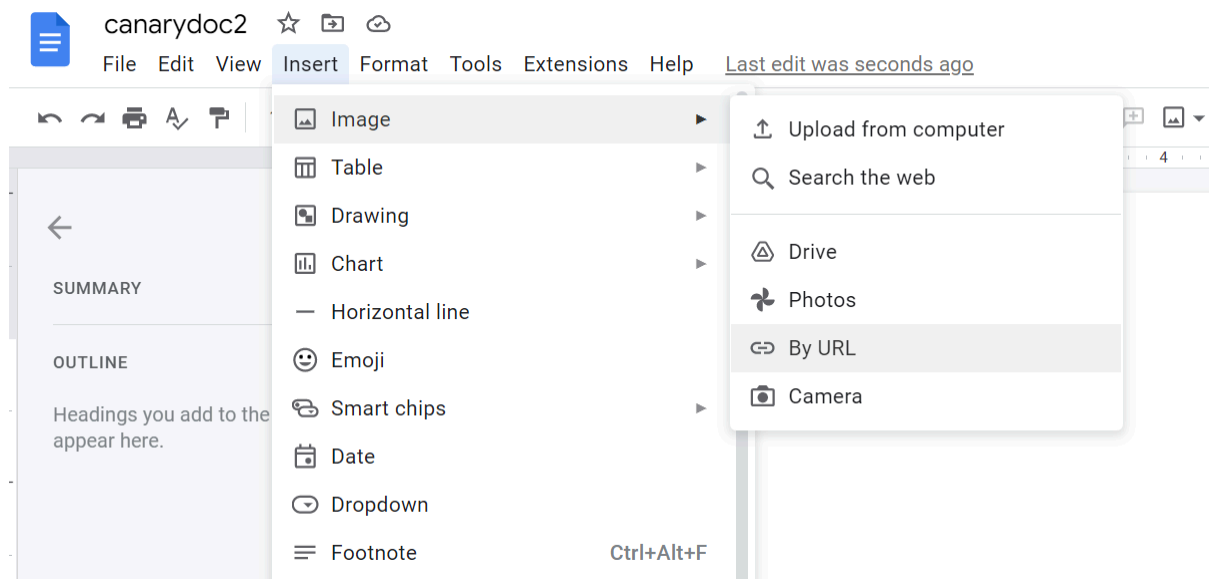 canarydoc2
File Edit View Insert Format Tools Extensions Help Last edit was seconds ago
4
SUMMARY
OUTLINE
Headings you add to the
appear here.
Image
Table
Drawing
Chart
Horizontal line
Emoji
Smart chips
Date
Dropdown
Footnote Ctrl+Alt+F
Upload from computer
Search the web
Drive
Photos
By URL
Camera